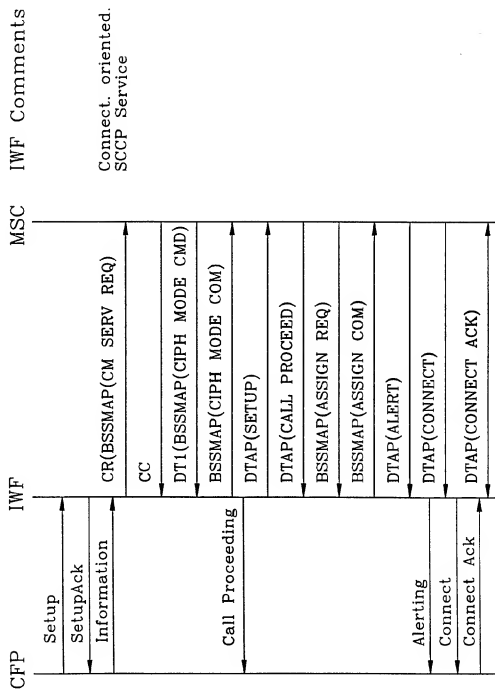 CFP
IWF
MSC
IWF Comments
Setup
SetupAck
Information
CR(BSSMAP(CM SERV REQ)
Connect. oriented.
SCCP Service
CC
DT1(BSSMAP(CIPH MODE CMD)
BSSMAP(CIPH MODE COM)
Call Proceeding
DTAP(SETUP)
DTAP(CALL PROCEED)
BSSMAP(ASSIGN REQ)
BSSMAP(ASSIGN COM)
Alerting
DTAP(ALERT)
Connect
DTAP(CONNECT)
Connect Ack
DTAP(CONNECT ACK)